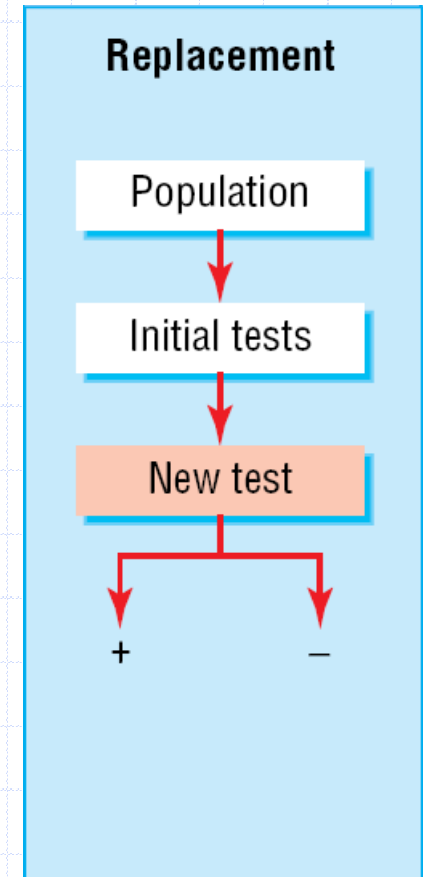 Replacement
Population
Initial tests
New test
+ –